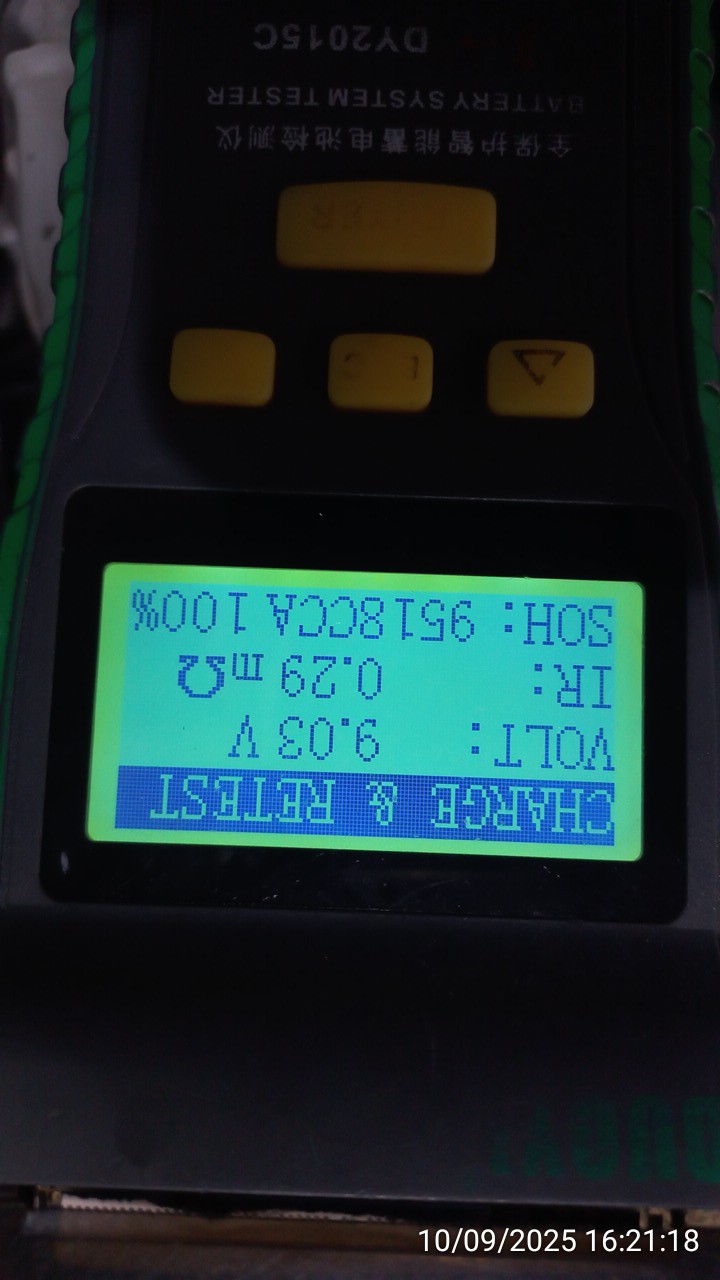 CHARGE & RETEST
VOLT: 9.03 V
IR: 0.29 mΩ
SOH: 9518CCA 100%
全保护智能蓄电池检测仪
BATTERY SYSTEM TESTER
DY2015C
10/09/2025 16:21:18